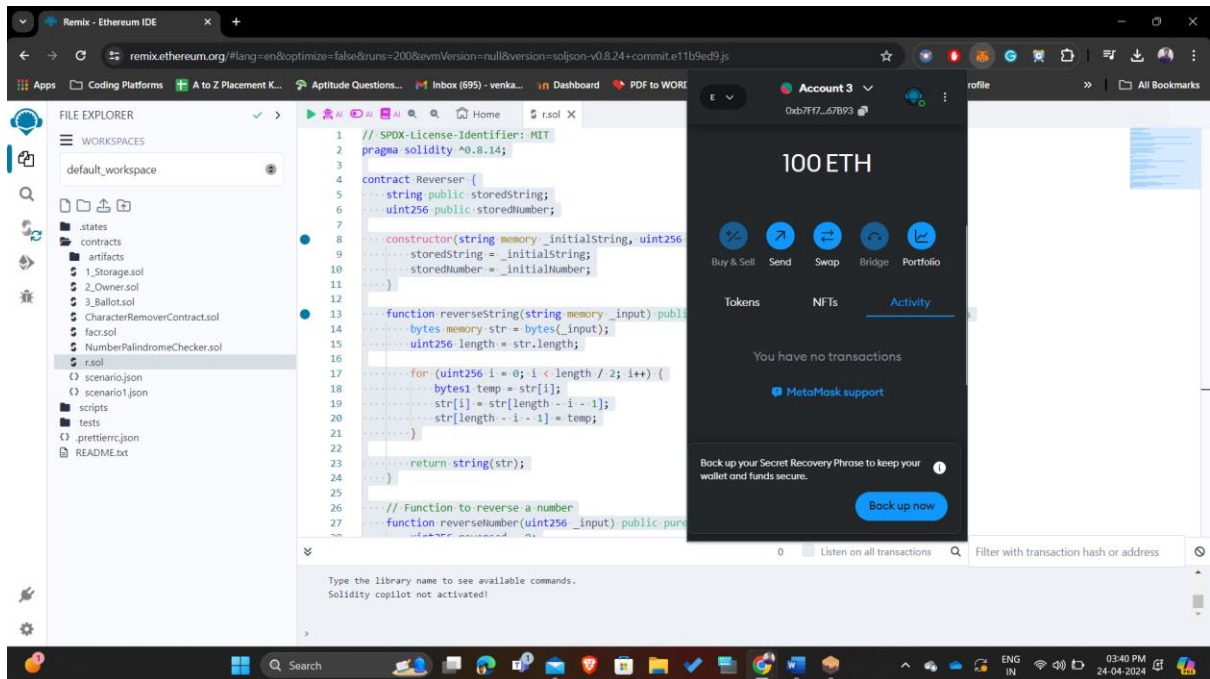 Remix - Ethereum IDE
remix.ethereum.org/#lang=en&optimize=false&runs=200&evmVersion=null&version=soljson-v0.8.24+commit.e11b9ed9.js
Apps Coding Platforms A to Z Placement K... Aptitude Questions... Inbox (695) - venka... Dashboard PDF to WORD rofile » All Bookmarks
FILE EXPLORER
WORKSPACES
default_workspace
.states
contracts
artifacts
1_Storage.sol
2_Owner.sol
3_Ballot.sol
CharacterRemoverContract.sol
facr.sol
NumberPalindromeChecker.sol
r.sol
scenario.json
scenario1.json
scripts
tests
.prettierrc.json
README.txt
AI AI AI Home r.sol
1 // SPDX-License-Identifier: MIT
2 pragma solidity ^0.8.14;
3
4 contract Reverser {
5 string public storedString;
6 uint256 public storedNumber;
7
8 constructor(string memory _initialString, uint256
9 storedString = _initialString;
10 storedNumber = _initialNumber;
11 }
12
13 function reverseString(string memory _input) publi
14 bytes memory str = bytes(_input);
15 uint256 length = str.length;
16
17 for (uint256 i = 0; i < length / 2; i++) {
18 bytes1 temp = str[i];
19 str[i] = str[length - i - 1];
20 str[length - i - 1] = temp;
21 }
22
23 return string(str);
24 }
25
26 // Function to reverse a number
27 function reverseNumber(uint256 _input) public pure
E
Account 3
0xb7Ff7...67B93
100 ETH
Buy & Sell Send Swap Bridge Portfolio
Tokens NFTs Activity
You have no transactions
MetaMask support
Back up your Secret Recovery Phrase to keep your
wallet and funds secure.
Back up now
0 Listen on all transactions Filter with transaction hash or address
Type the library name to see available commands.
Solidity copilot not activated!
>
Search
ENG
IN
03:40 PM
24-04-2024